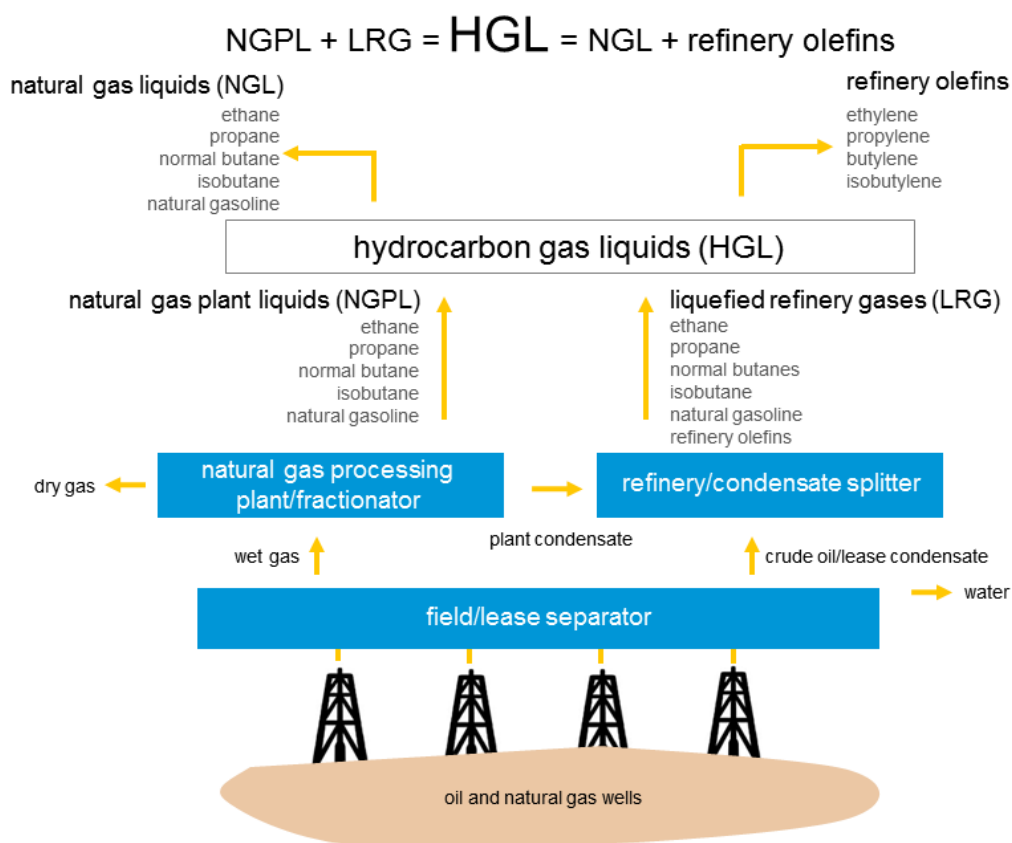 NGPL + LRG = HGL = NGL + refinery olefins
natural gas liquids (NGL)
ethane
propane
normal butane
isobutane
natural gasoline
refinery olefins
ethylene
propylene
butylene
isobutylene
hydrocarbon gas liquids (HGL)
natural gas plant liquids (NGPL)
ethane
propane
normal butane
isobutane
natural gasoline
liquefied refinery gases (LRG)
ethane
propane
normal butanes
isobutane
natural gasoline
refinery olefins
dry gas
natural gas processing
plant/fractionator
refinery/condensate splitter
plant condensate
wet gas
crude oil/lease condensate
water
field/lease separator
oil and natural gas wells